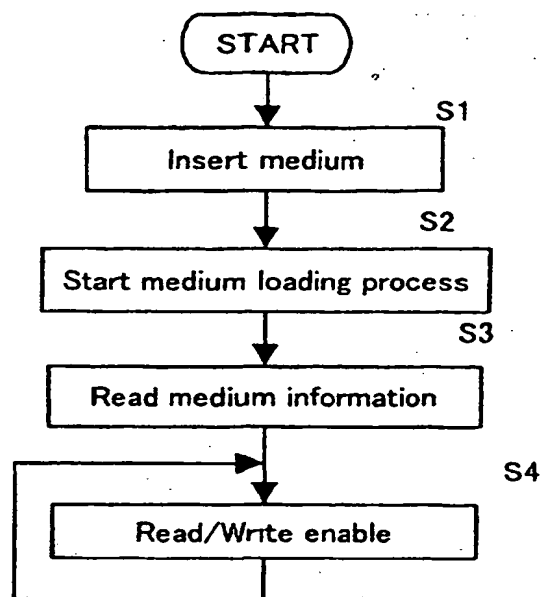 START
S1
Insert medium
S2
Start medium loading process
S3
Read medium information
S4
Read/Write enable